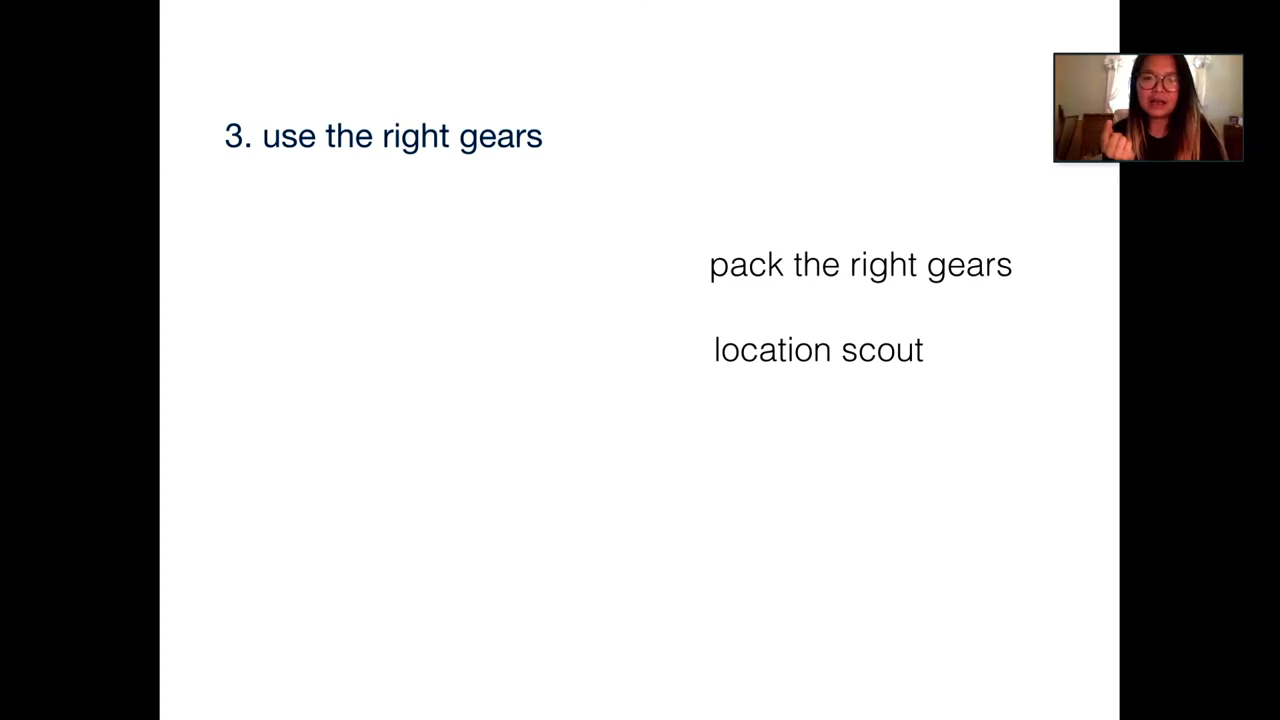 3. use the right gears
pack the right gears
location scout